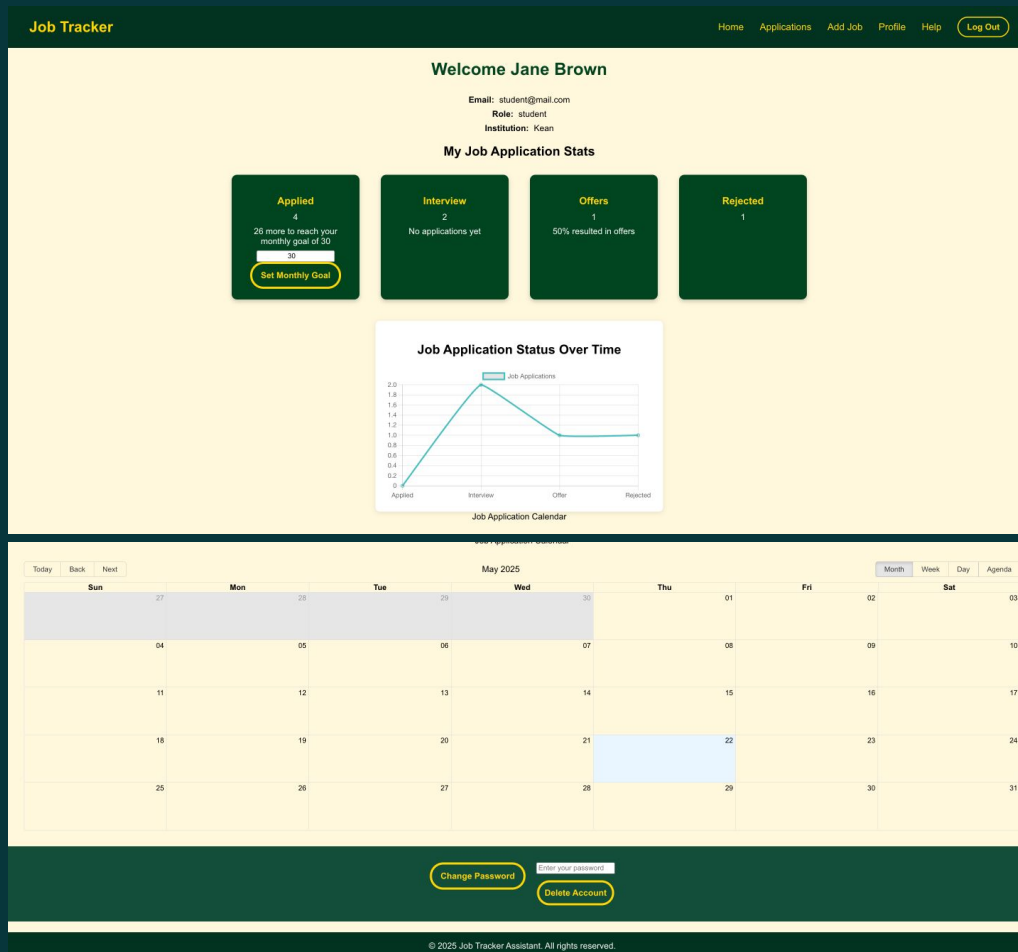 Job Tracker
Home Applications Add Job Profile Help Log Out
Welcome Jane Brown
Email: student@mail.com
Role: student
Institution: Kean
My Job Application Stats
Applied
4
26 more to reach your
monthly goal of 30
30
Set Monthly Goal
Interview
2
No applications yet
Offers
1
50% resulted in offers
Rejected
1
Job Application Status Over Time
Job Applications
2.0
1.8
1.6
1.4
1.2
1.0
0.8
0.6
0.4
0.2
0
Applied Interview Offer Rejected
Job Application Calendar
Job Application Calendar
Today Back Next May 2025 Month Week Day Agenda
Sun Mon Tue Wed Thu Fri Sat
27 28 29 30 01 02 03
04 05 06 07 08 09 10
11 12 13 14 15 16 17
18 19 20 21 22 23 24
25 26 27 28 29 30 31
Change Password
Enter your password
Delete Account
© 2025 Job Tracker Assistant. All rights reserved.